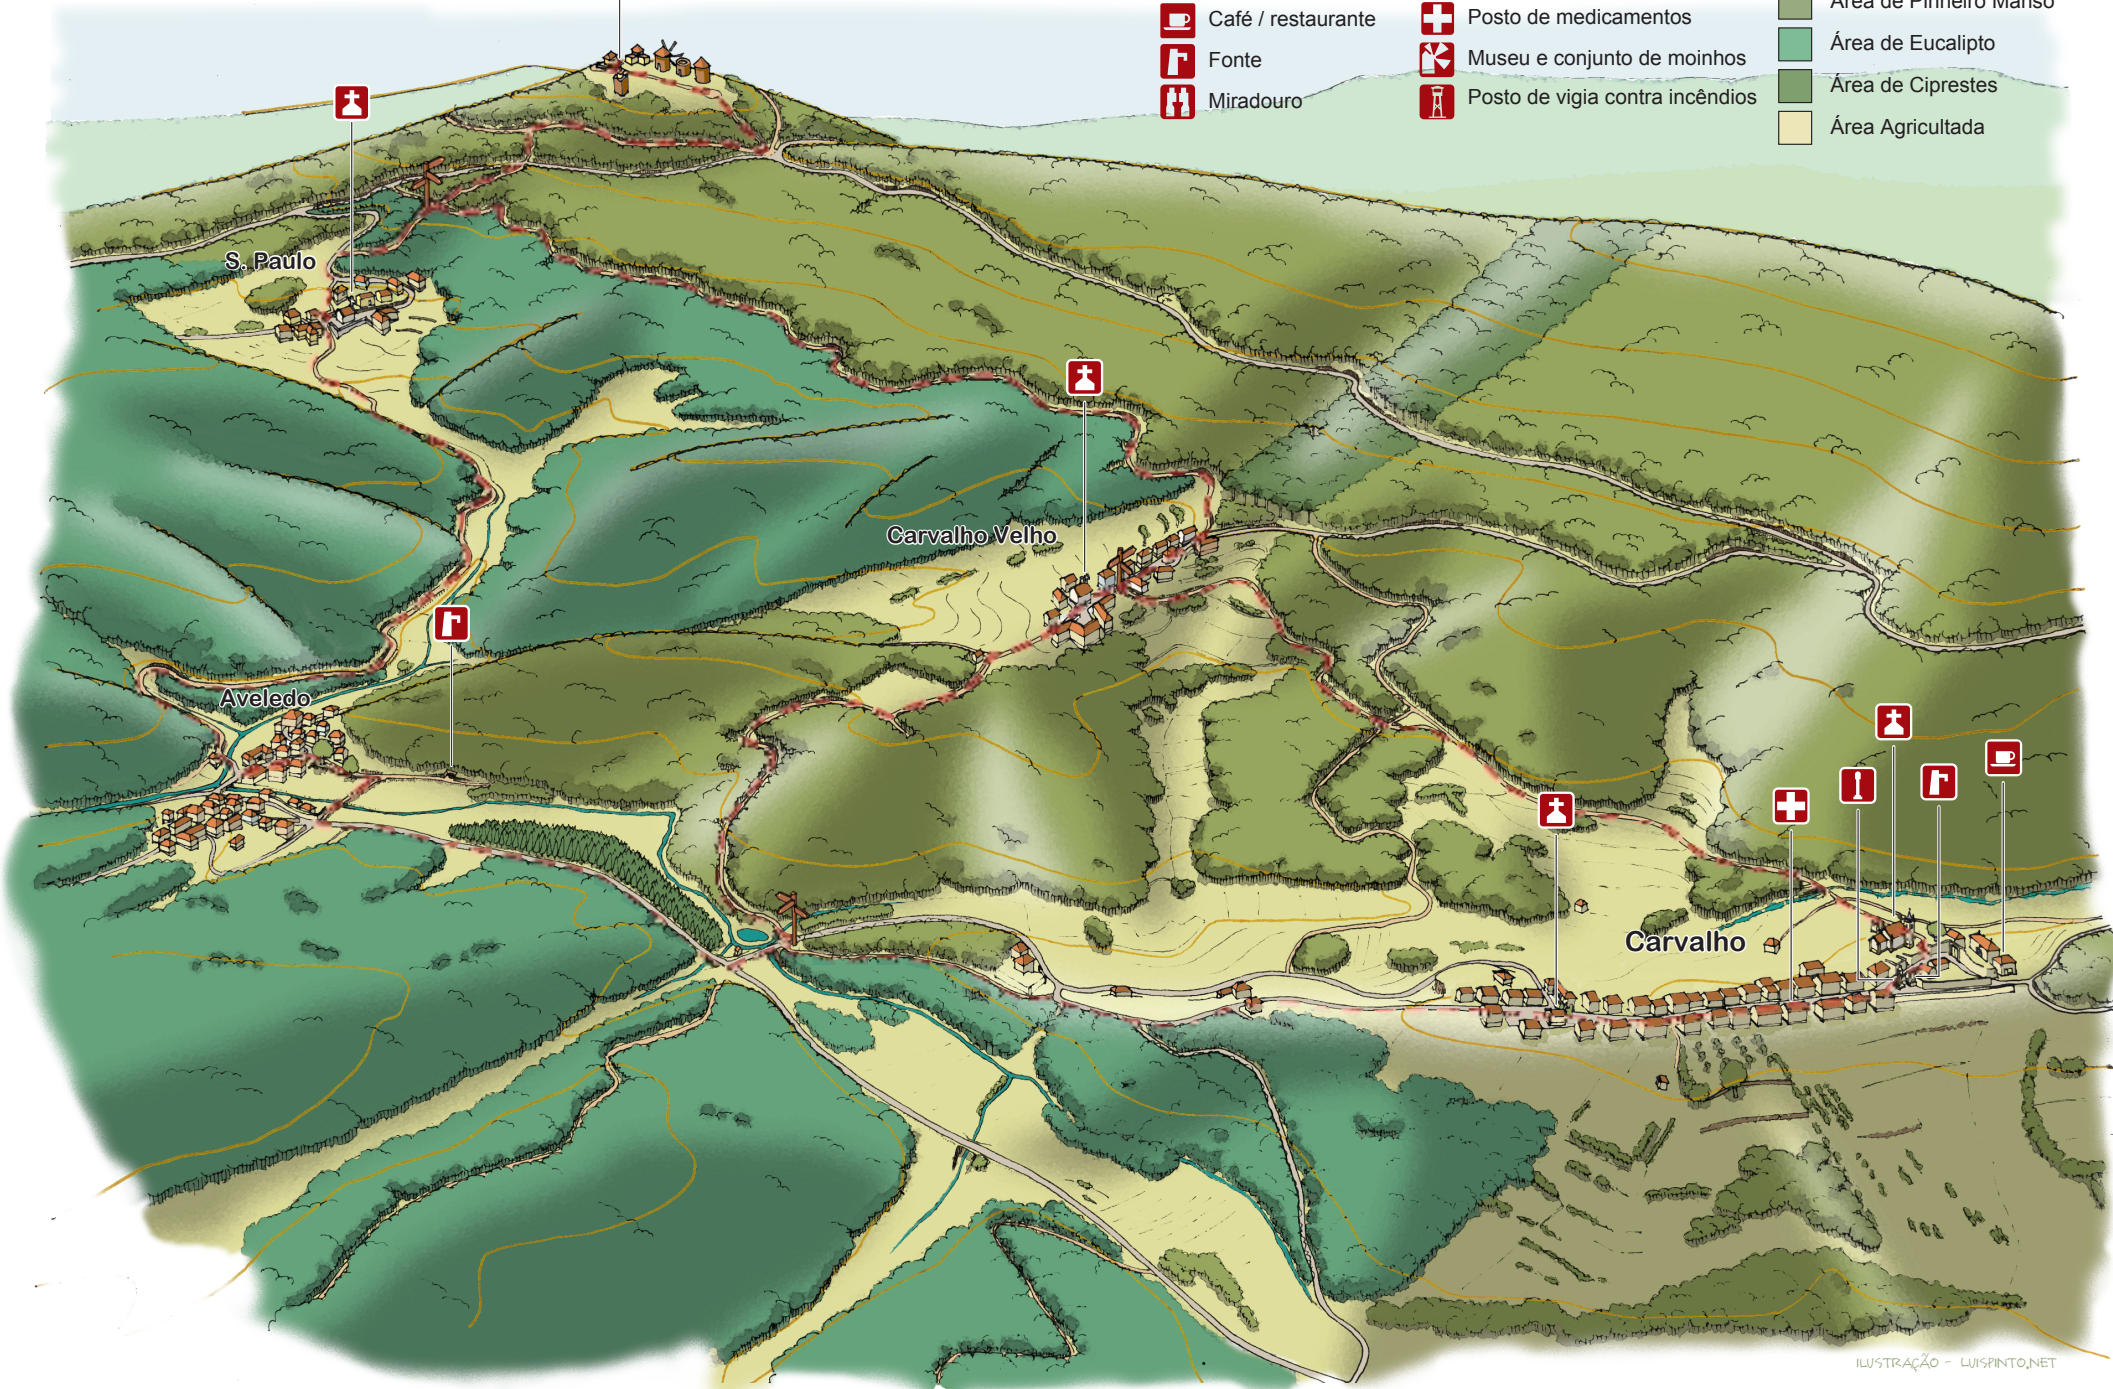 Café / restaurante
Fonte
Miradouro
Posto de medicamentos
Museu e conjunto de moinhos
Posto de vigia contra incêndios
Área de Pinheiro Manso
Área de Eucalipto
Área de Ciprestes
Área Agricultada
S. Paulo
Carvalho Velho
Aveledo
Carvalho
ILUSTRAÇÃO - LUISPINTO.NET